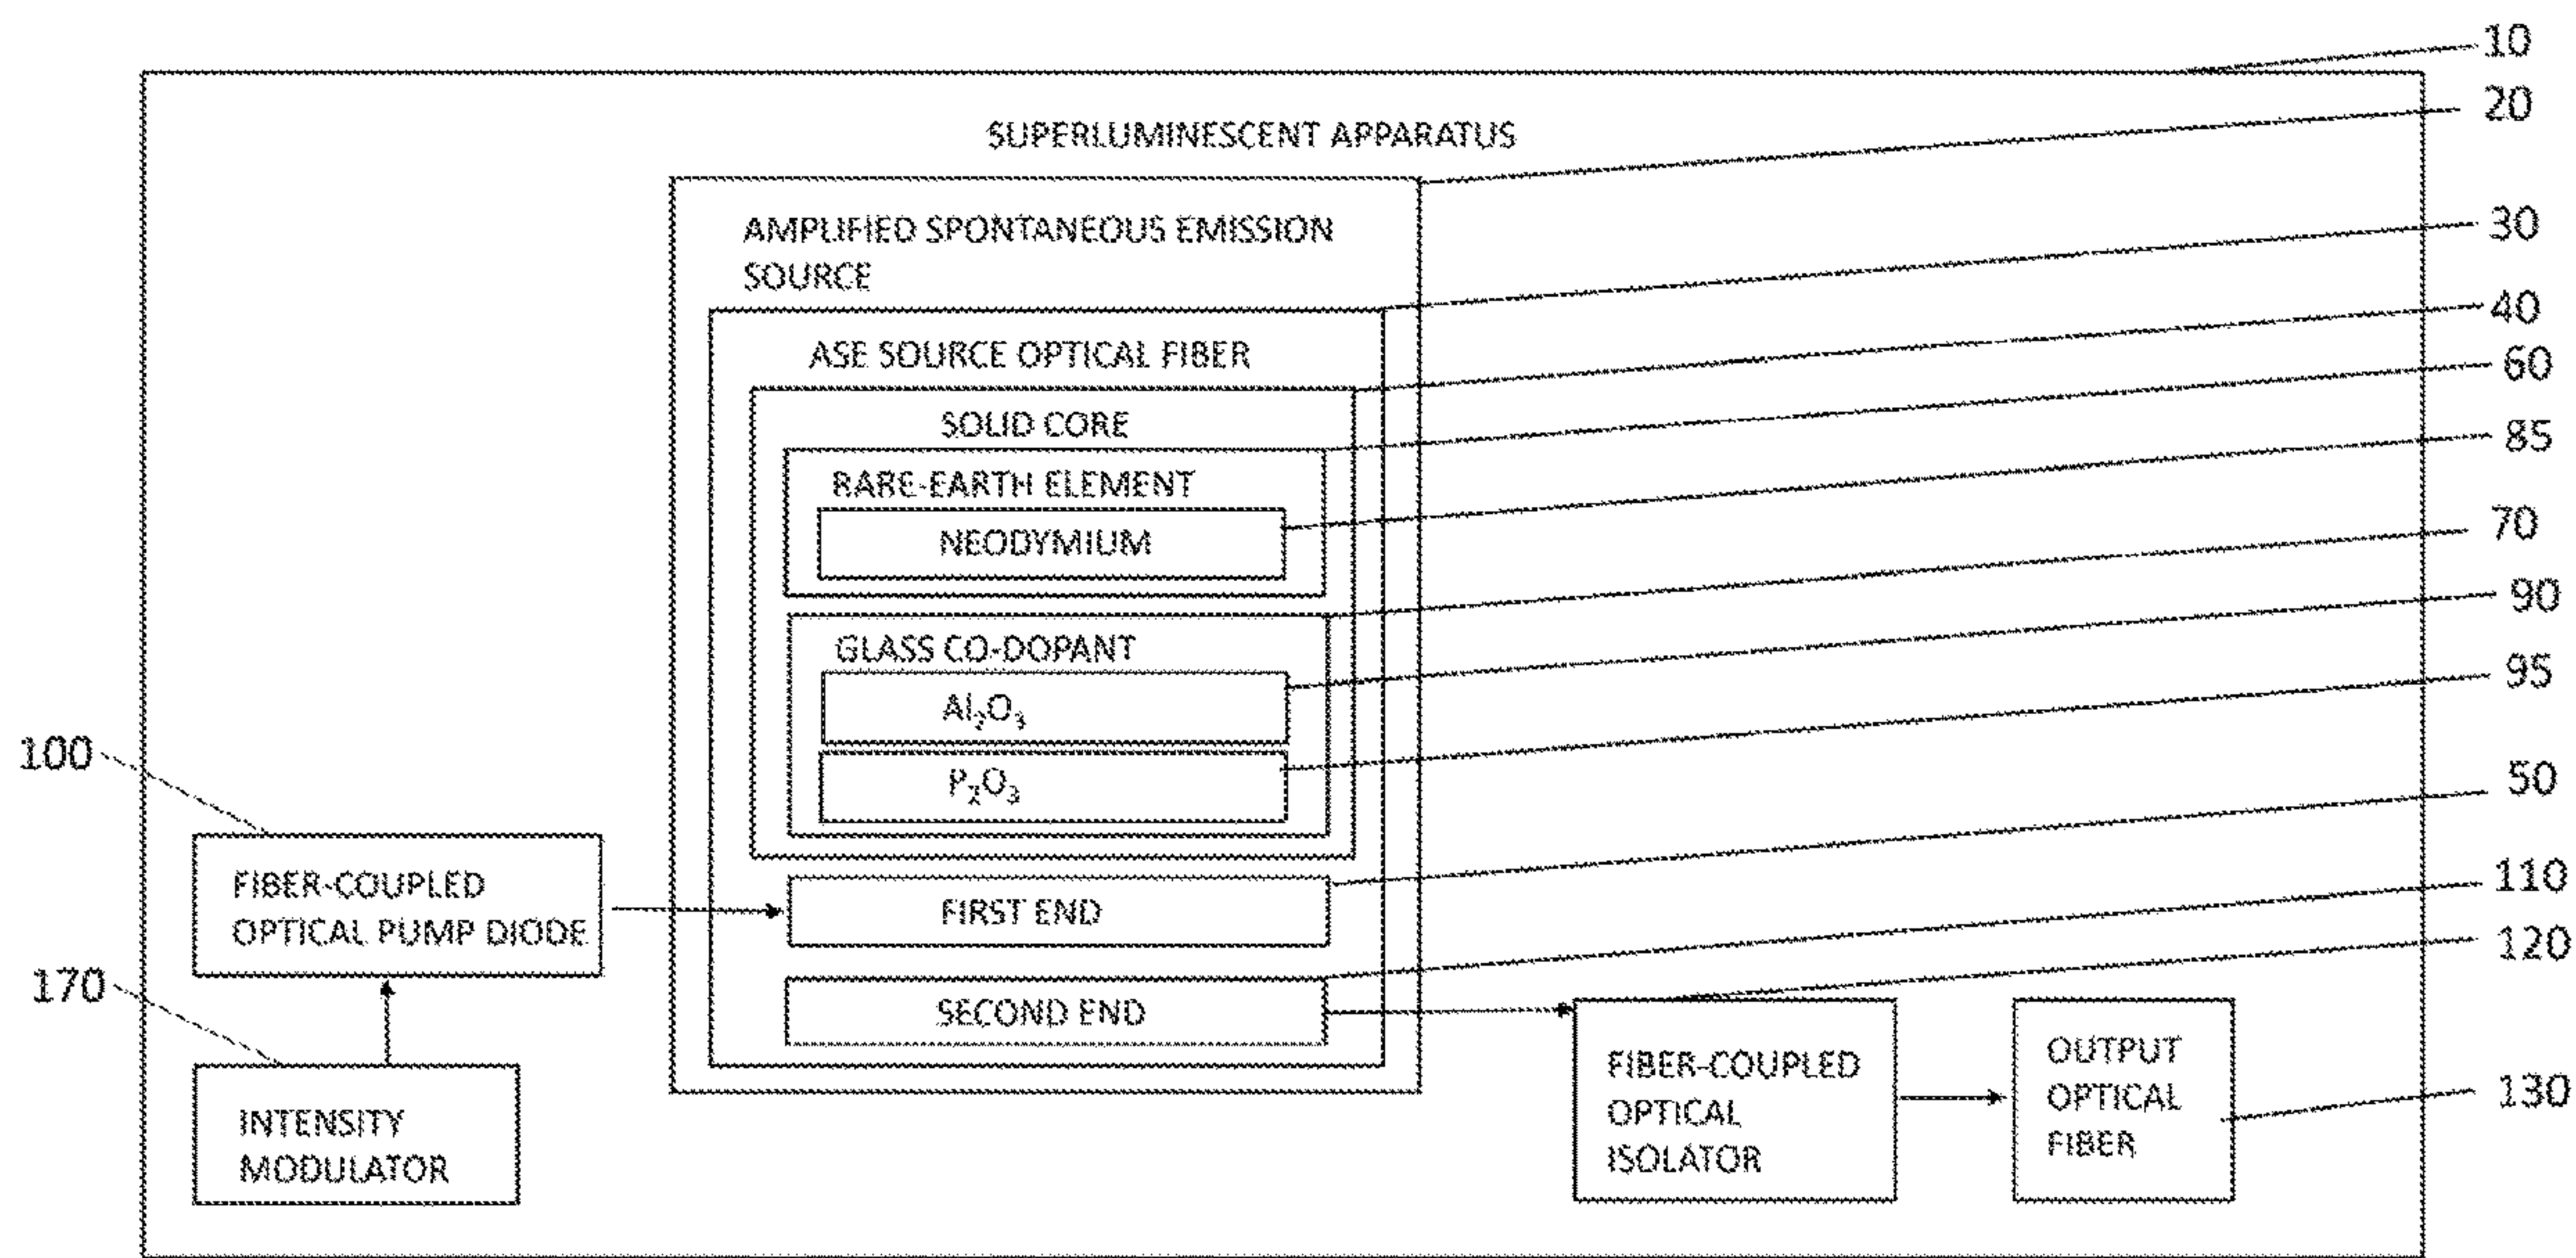 10
20
SUPERLUMINESCENT APPARATUS
AMPLIFIED SPONTANEOUS EMISSION
SOURCE
30
ASE SOURCE OPTICAL FIBER
40
60
SOLID CORE
85
RARE-EARTH ELEMENT
NEODYMIUM
70
90
GLASS CO-DOPANT
95
Al₂O₃
100
P₂O₃
50
FIBER-COUPLED
OPTICAL PUMP DIODE
FIRST END
110
120
170
SECOND END
FIBER-COUPLED
OPTICAL
ISOLATOR
OUTPUT
OPTICAL
FIBER
130
INTENSITY
MODULATOR